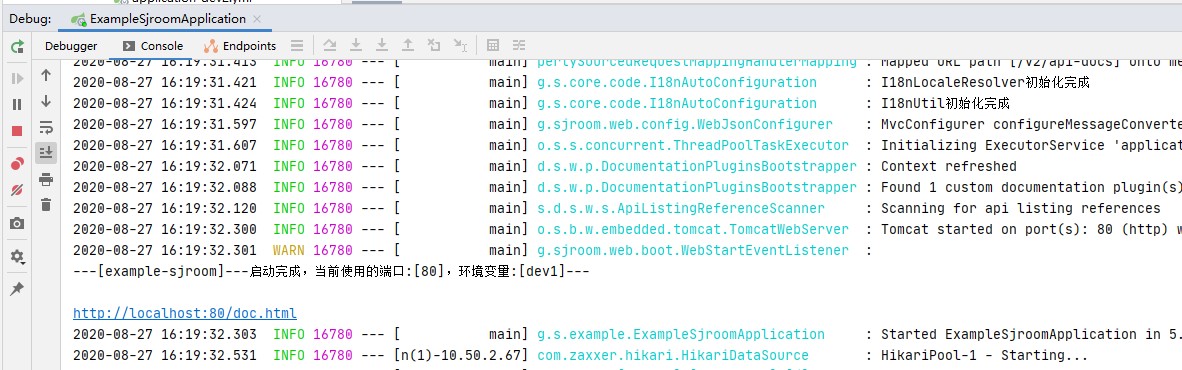 Debug: ExampleSjroomApplication
Debugger Console Endpoints
2020-08-27 16:19:31.413 INFO 16780 --- [ main] pertySourcedRequestMappingHandlerMapping : Mapped URL path [/v2/api-docs] onto me
2020-08-27 16:19:31.421 INFO 16780 --- [ main] g.s.core.code.I18nAutoConfiguration : I18nLocaleResolver初始化完成
2020-08-27 16:19:31.424 INFO 16780 --- [ main] g.s.core.code.I18nAutoConfiguration : I18nUtil初始化完成
2020-08-27 16:19:31.597 INFO 16780 --- [ main] g.sjroom.web.config.WebJsonConfigurer : MvcConfigurer configureMessageConverte
2020-08-27 16:19:31.607 INFO 16780 --- [ main] o.s.s.concurrent.ThreadPoolTaskExecutor : Initializing ExecutorService 'applicat
2020-08-27 16:19:32.071 INFO 16780 --- [ main] d.s.w.p.DocumentationPluginsBootstrapper : Context refreshed
2020-08-27 16:19:32.088 INFO 16780 --- [ main] d.s.w.p.DocumentationPluginsBootstrapper : Found 1 custom documentation plugin(s)
2020-08-27 16:19:32.120 INFO 16780 --- [ main] s.d.s.w.s.ApiListingReferenceScanner : Scanning for api listing references
2020-08-27 16:19:32.300 INFO 16780 --- [ main] o.s.b.w.embedded.tomcat.TomcatWebServer : Tomcat started on port(s): 80 (http) w
2020-08-27 16:19:32.301 WARN 16780 --- [ main] g.sjroom.web.boot.WebStartEventListener :
---[example-sjroom]---启动完成，当前使用的端口:[80]，环境变量:[dev1]---
http://localhost:80/doc.html
2020-08-27 16:19:32.303 INFO 16780 --- [ main] g.s.example.ExampleSjroomApplication : Started ExampleSjroomApplication in 5.
2020-08-27 16:19:32.531 INFO 16780 --- [n(1)-10.50.2.67] com.zaxxer.hikari.HikariDataSource : HikariPool-1 - Starting...